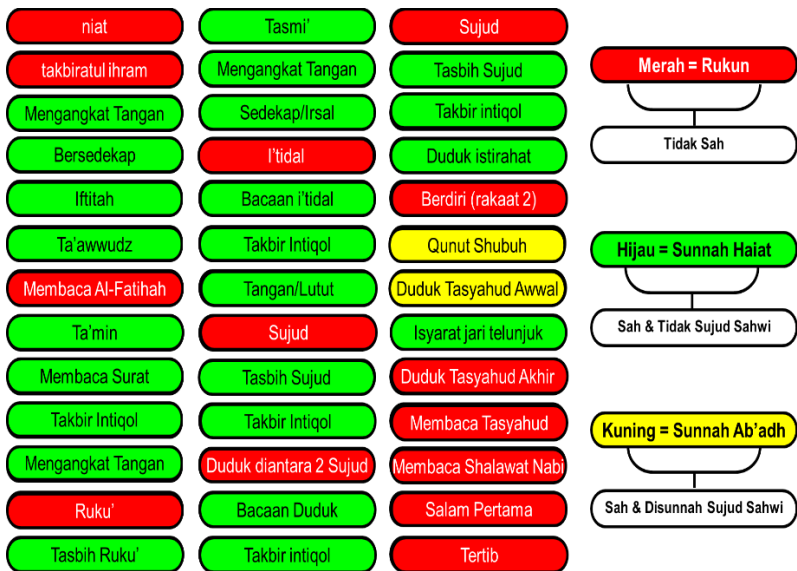 niat
takbiratul ihram
Mengangkat Tangan
Bersedekap
Iftitah
Ta'awwudz
Membaca Al-Fatihah
Ta'min
Membaca Surat
Takbir Intiqol
Mengangkat Tangan
Ruku'
Tasbih Ruku'
Tasmi'
Mengangkat Tangan
Sedekap/Irsal
I'tidal
Bacaan i'tidal
Takbir Intiqol
Tangan/Lutut
Sujud
Tasbih Sujud
Takbir Intiqol
Duduk diantara 2 Sujud
Bacaan Duduk
Takbir intiqol
Sujud
Tasbih Sujud
Takbir intiqol
Duduk istirahat
Berdiri (rakaat 2)
Qunut Shubuh
Duduk Tasyahud Awwal
Isyarat jari telunjuk
Duduk Tasyahud Akhir
Membaca Tasyahud
Membaca Shalawat Nabi
Salam Pertama
Tertib
Merah = Rukun
Tidak Sah
Hijau = Sunnah Haiat
Sah & Tidak Sujud Sahwi
Kuning = Sunnah Ab'adh
Sah & Disunnah Sujud Sahwi